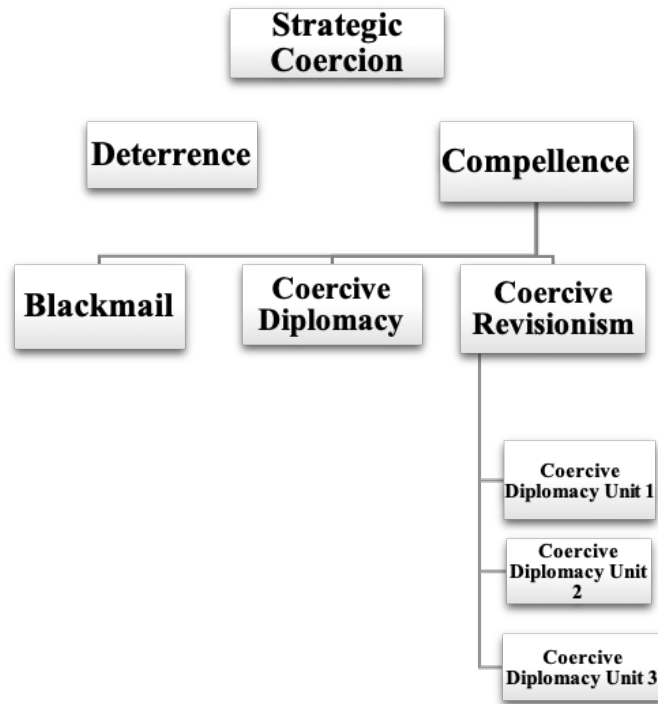 Strategic
Coercion
Deterrence
Compellence
Blackmail
Coercive
Diplomacy
Coercive
Revisionism
Coercive
Diplomacy Unit 1
Coercive
Diplomacy Unit
2
Coercive
Diplomacy Unit 3